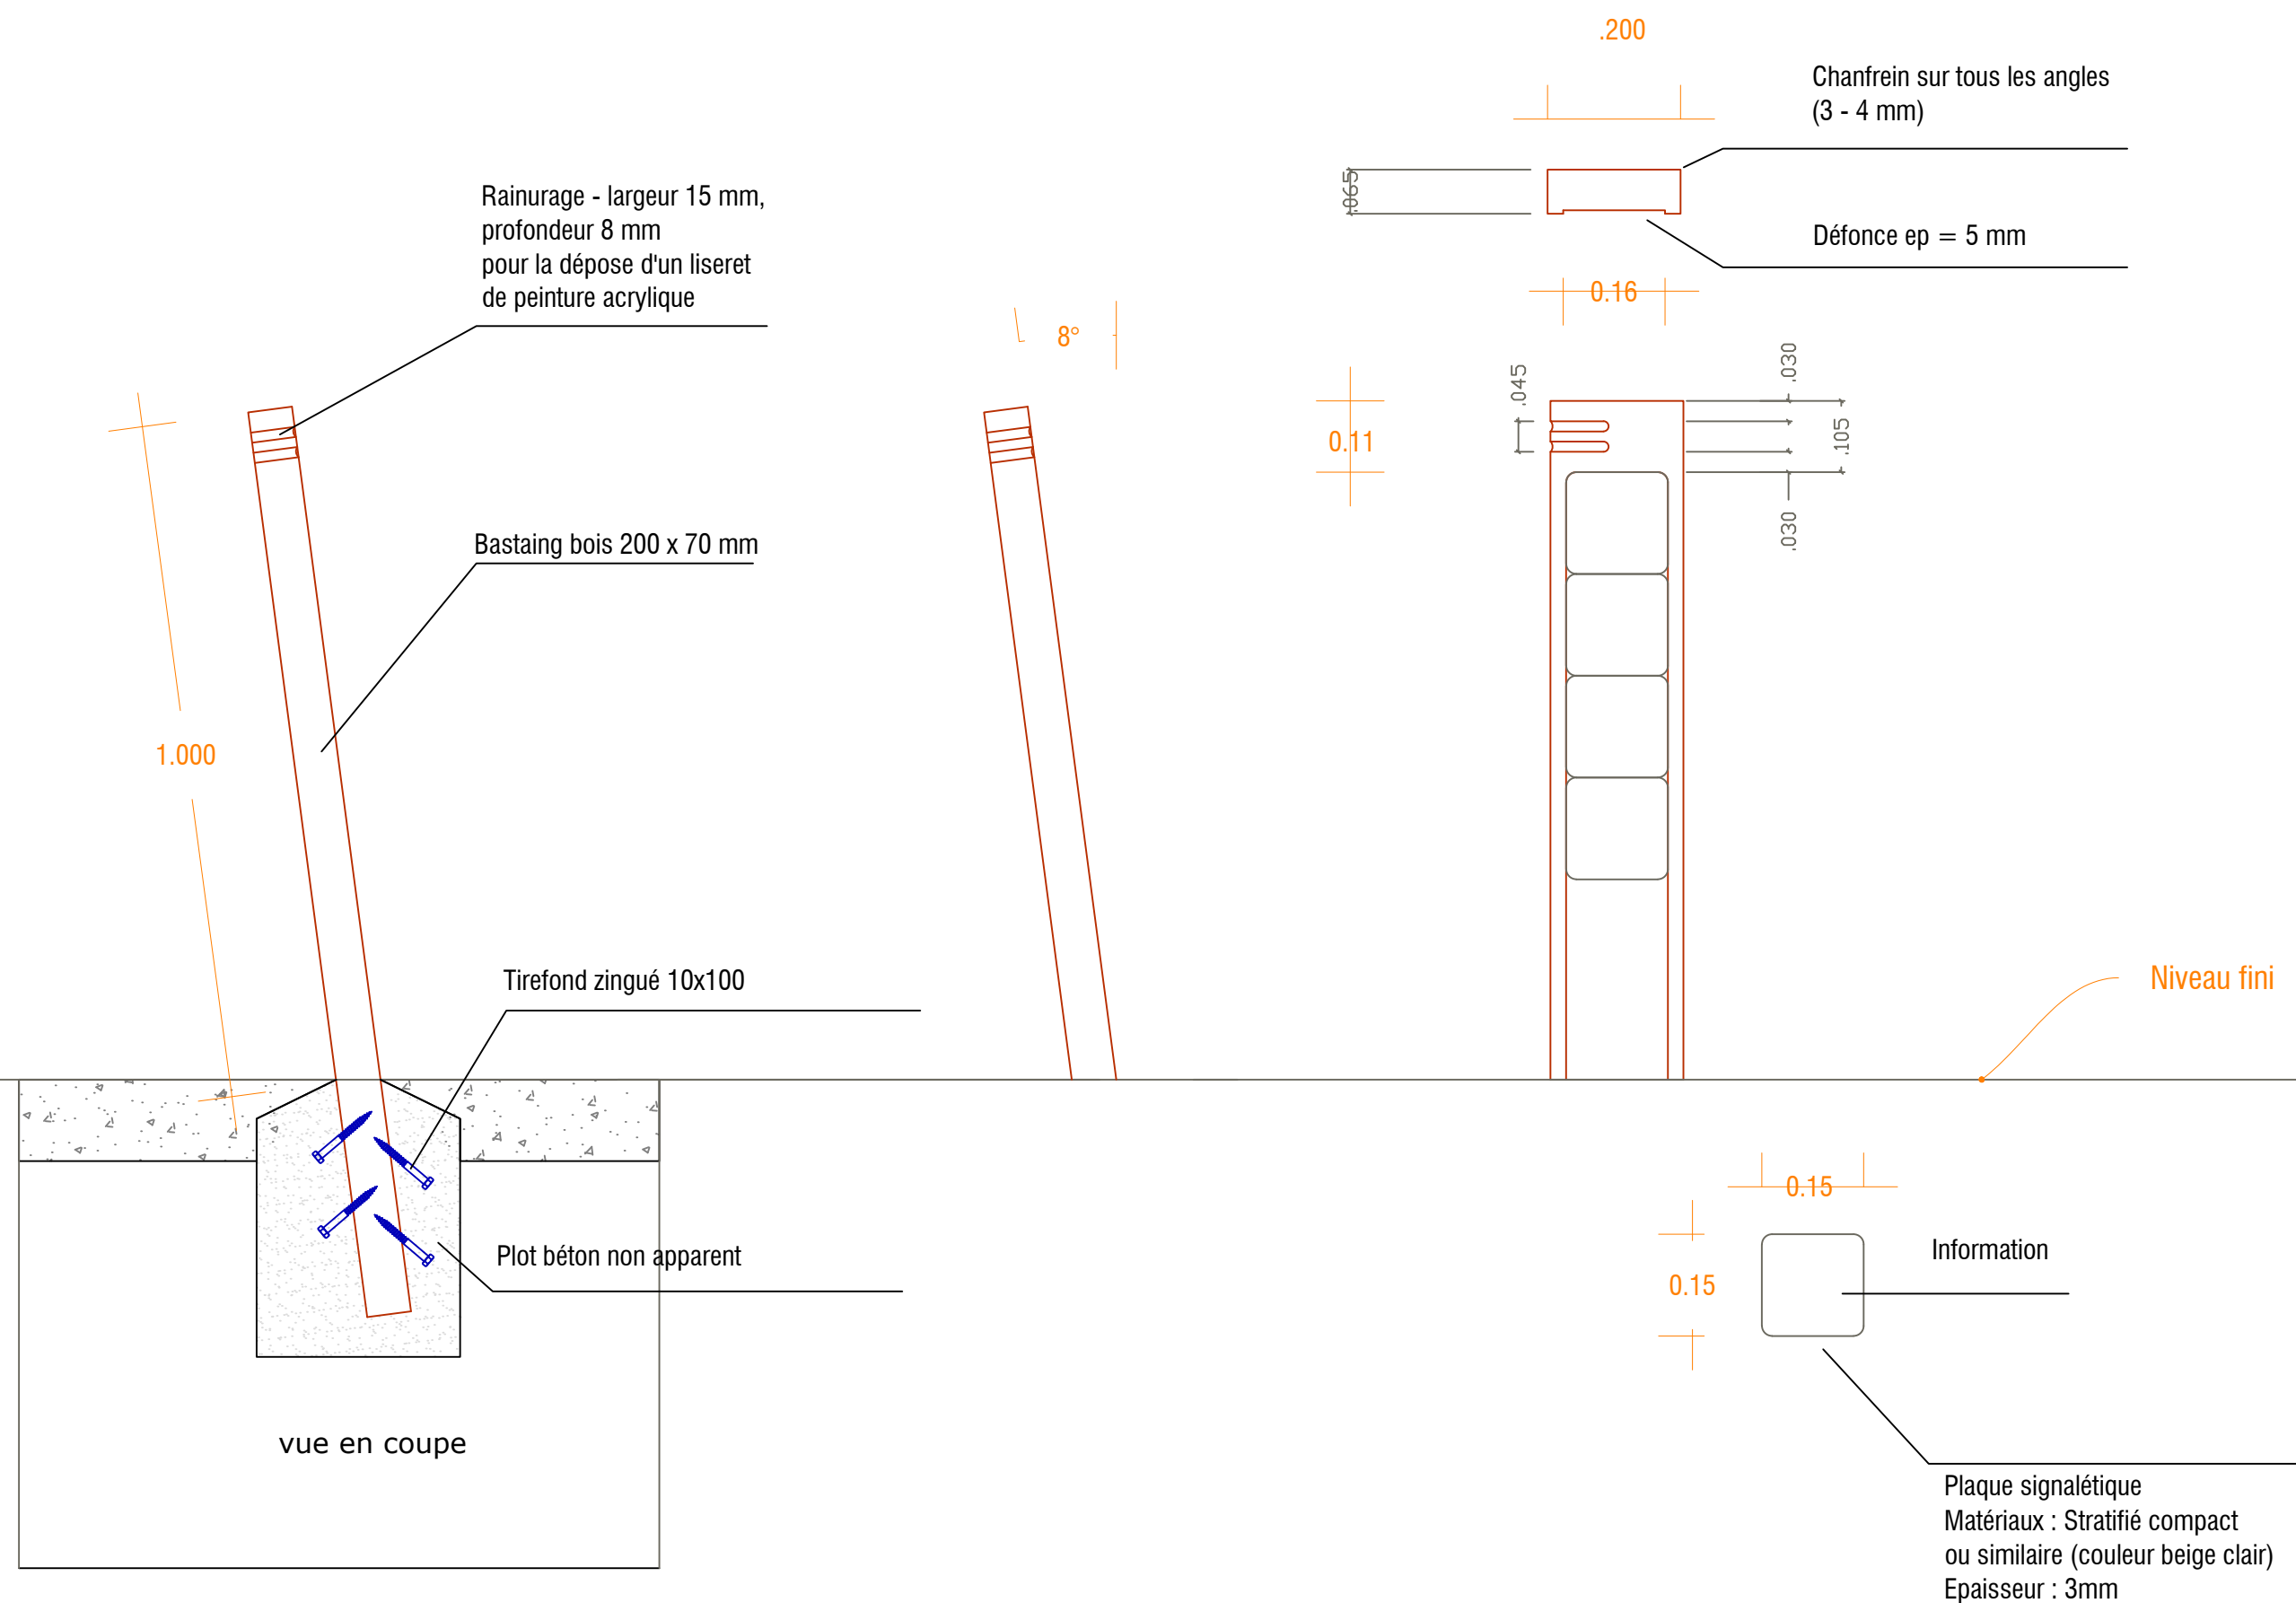 .200
Chanfrein sur tous les angles
(3 - 4 mm)
.065
Défonce ep = 5 mm
Rainurage - largeur 15 mm,
profondeur 8 mm
pour la dépose d'un liseret
de peinture acrylique
0.16
8°
.045
.030
0.11
.105
.030
Bastaing bois 200 x 70 mm
1.000
Tirefond zingué 10x100
Niveau fini
0.15
Plot béton non apparent
Information
0.15
vue en coupe
Plaque signalétique
Matériaux : Stratifié compact
ou similaire (couleur beige clair)
Epaisseur : 3mm